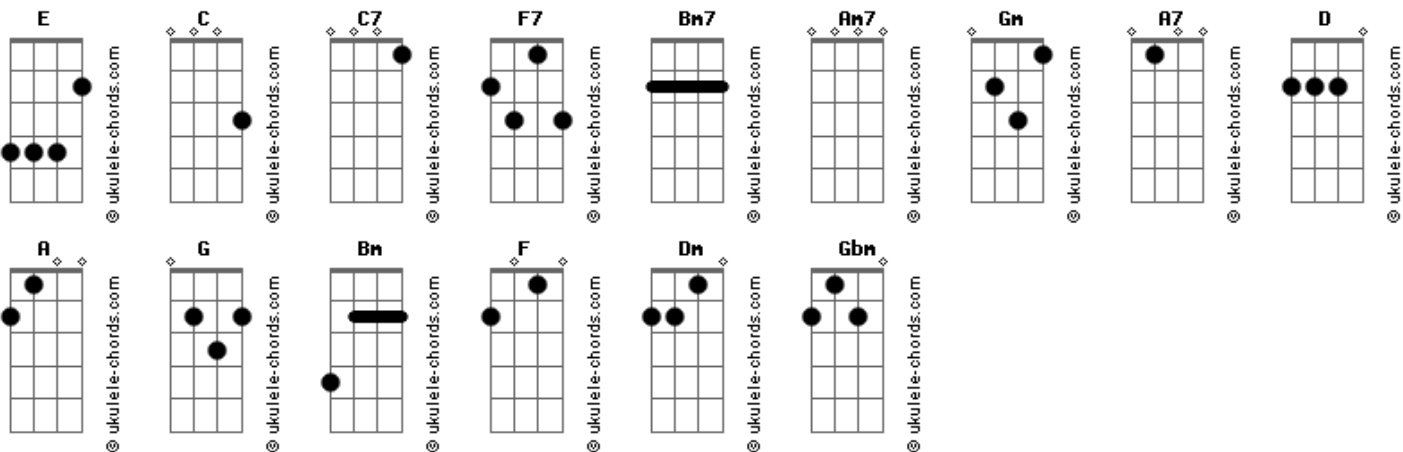 E C C7 F7 Bm7 Am7 Gm A7 D
© ukulele-chords.com © ukulele-chords.com © ukulele-chords.com © ukulele-chords.com © ukulele-chords.com © ukulele-chords.com © ukulele-chords.com © ukulele-chords.com © ukulele-chords.com
A G Bm F Dm Gbm
© ukulele-chords.com © ukulele-chords.com © ukulele-chords.com © ukulele-chords.com © ukulele-chords.com © ukulele-chords.com